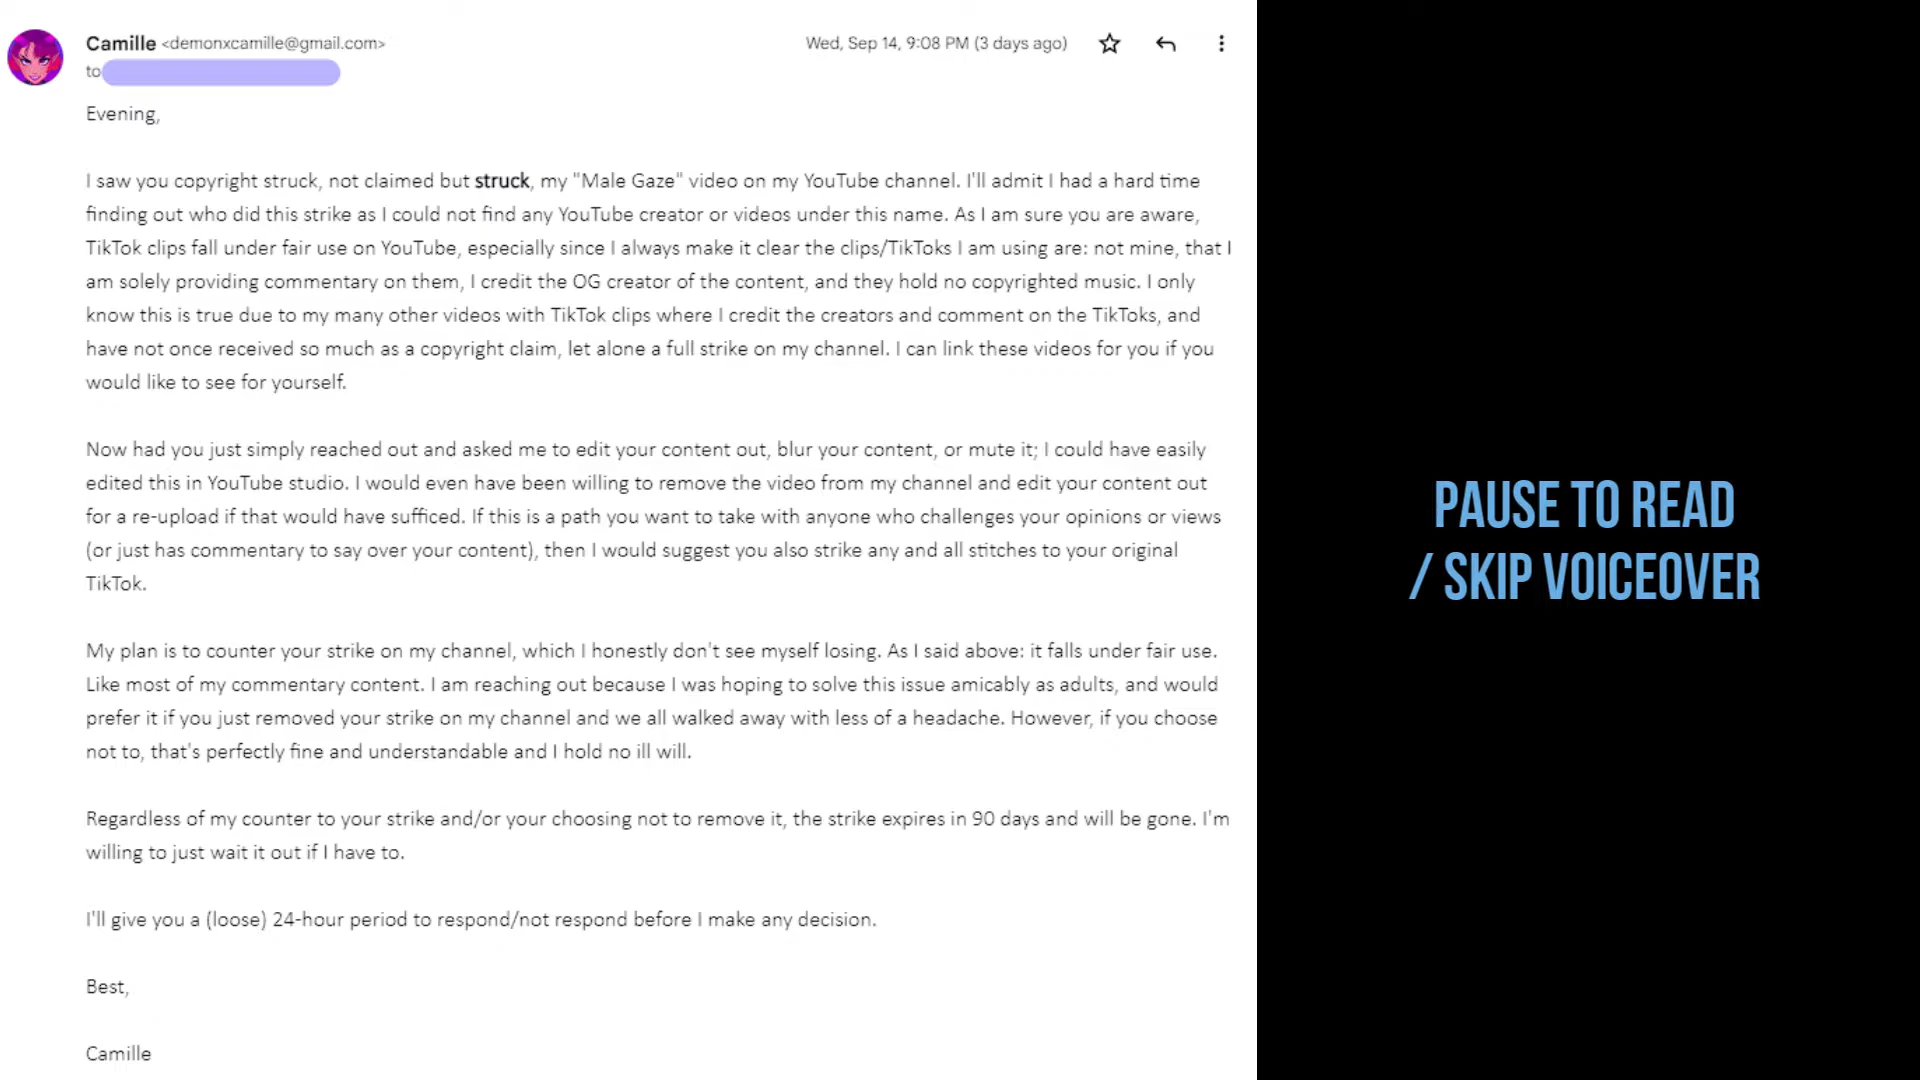 Camille <demonxcamille@gmail.com>
Wed, Sep 14, 9:08 PM (3 days ago)
to
Evening,
I saw you copyright struck, not claimed but struck, my "Male Gaze" video on my YouTube channel. I'll admit I had a hard time
finding out who did this strike as I could not find any YouTube creator or videos under this name. As I am sure you are aware,
TikTok clips fall under fair use on YouTube, especially since I always make it clear the clips/TikToks I am using are: not mine, that I
am solely providing commentary on them, I credit the OG creator of the content, and they hold no copyrighted music. I only
know this is true due to my many other videos with TikTok clips where I credit the creators and comment on the TikToks, and
have not once received so much as a copyright claim, let alone a full strike on my channel. I can link these videos for you if you
would like to see for yourself.
Now had you just simply reached out and asked me to edit your content out, blur your content, or mute it; I could have easily
edited this in YouTube studio. I would even have been willing to remove the video from my channel and edit your content out
for a re-upload if that would have sufficed. If this is a path you want to take with anyone who challenges your opinions or views
(or just has commentary to say over your content), then I would suggest you also strike any and all stitches to your original
TikTok.
My plan is to counter your strike on my channel, which I honestly don't see myself losing. As I said above: it falls under fair use.
Like most of my commentary content. I am reaching out because I was hoping to solve this issue amicably as adults, and would
prefer it if you just removed your strike on my channel and we all walked away with less of a headache. However, if you choose
not to, that's perfectly fine and understandable and I hold no ill will.
Regardless of my counter to your strike and/or your choosing not to remove it, the strike expires in 90 days and will be gone. I'm
willing to just wait it out if I have to.
I'll give you a (loose) 24-hour period to respond/not respond before I make any decision.
Best,
Camille
PAUSE TO READ
/ SKIP VOICEOVER